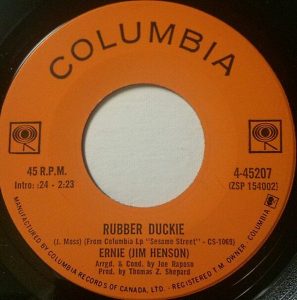 COLUMBIA
45 R.P.M.
Intro: :24 - 2:23
4-45207
(ZSP 154002)
RUBBER DUCKIE
(J. Moss) (From Columbia Lp "Sesame Street" - CS-1069)
ERNIE (JIM HENSON)
Arrgd. & Cond. by Joe Raposo
Prod. by Thomas Z. Shepard
MANUFACTURED BY COLUMBIA RECORDS OF CANADA, LTD. - REGISTERED T.M. OWNER COLUMBIA